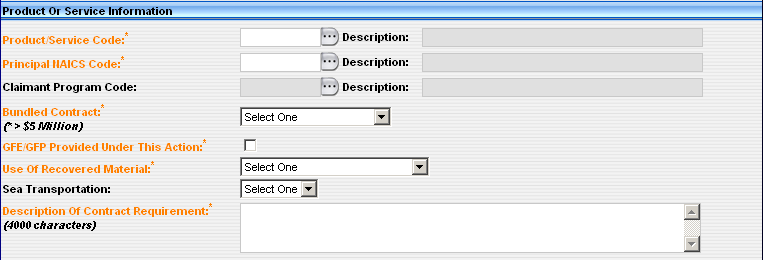 Product Or Service Information
Product/Service Code:* ... Description:
Principal NAICS Code:* ... Description:
Claimant Program Code: ... Description:
Bundled Contract:* Select One
(* > $5 Million)
GFE/GFP Provided Under This Action:*
Use Of Recovered Material:* Select One
Sea Transportation: Select One
Description Of Contract Requirement:*
(4000 characters)